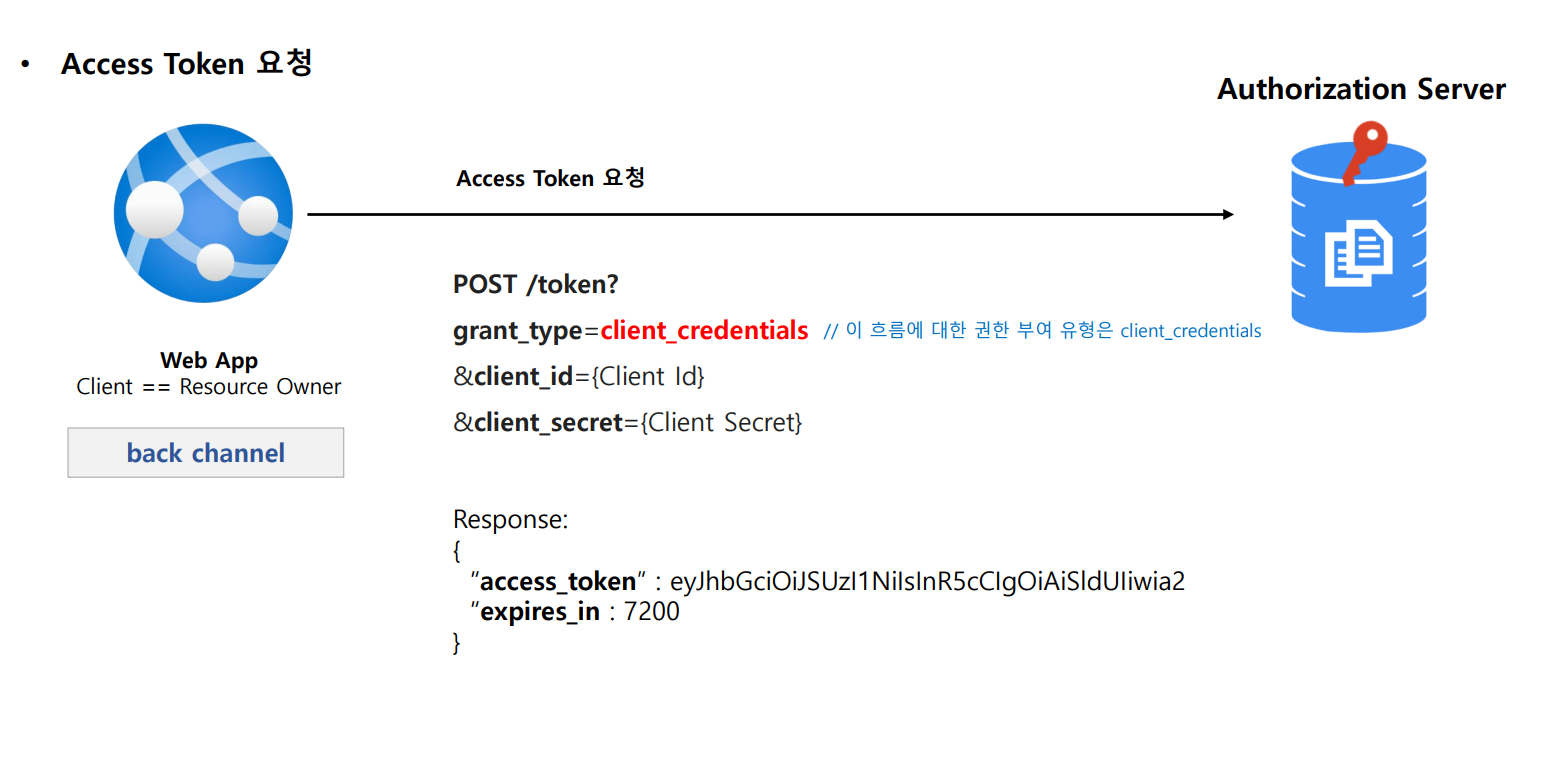 • Access Token 요청
Authorization Server
Access Token 요청
POST /token?
grant_type=client_credentials // 이 흐름에 대한 권한 부여 유형은 client_credentials
&client_id={Client Id}
&client_secret={Client Secret}
Web App
Client == Resource Owner
back channel
Response:
{
"access_token" : eyJhbGciOiJSUzI1NiIsInR5cCIgOiAiSldUIiwia2
"expires_in : 7200
}